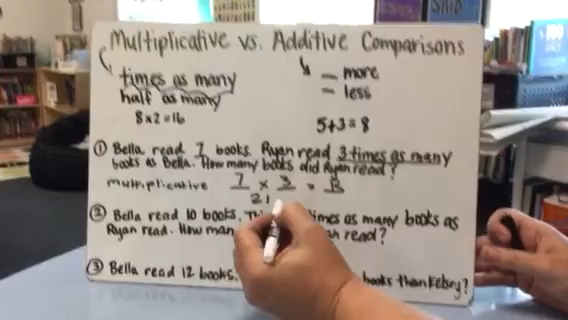 Multiplicative vs. Additive Comparisons
times as many
half as many
8x2=16
— more
— less
5+3=8
① Bella read 7 books. Ryan read 3 times as many
books as Bella. How many books did Ryan read?
multiplicative 7 x 3 = B
21
② Bella read 10 books. times as many books as
Ryan read. How read?
③ Bella read 12 books. books than Kelsey?